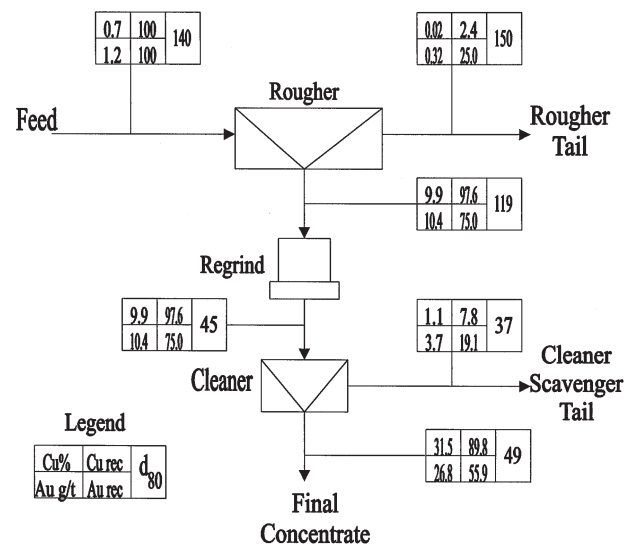 0.7 100 140
1.2 100
0.02 2.4 150
0.32 25.0
Rougher
Feed
Rougher
Tail
9.9 97.6 119
10.4 75.0
Regrind
9.9 97.6 45
10.4 75.0
1.1 7.8 37
3.7 19.1
Cleaner
Cleaner
Scavenger
Tail
Legend
Cu% Cu rec d80
Au g/t Au rec
31.5 89.8 49
26.8 55.9
Final
Concentrate